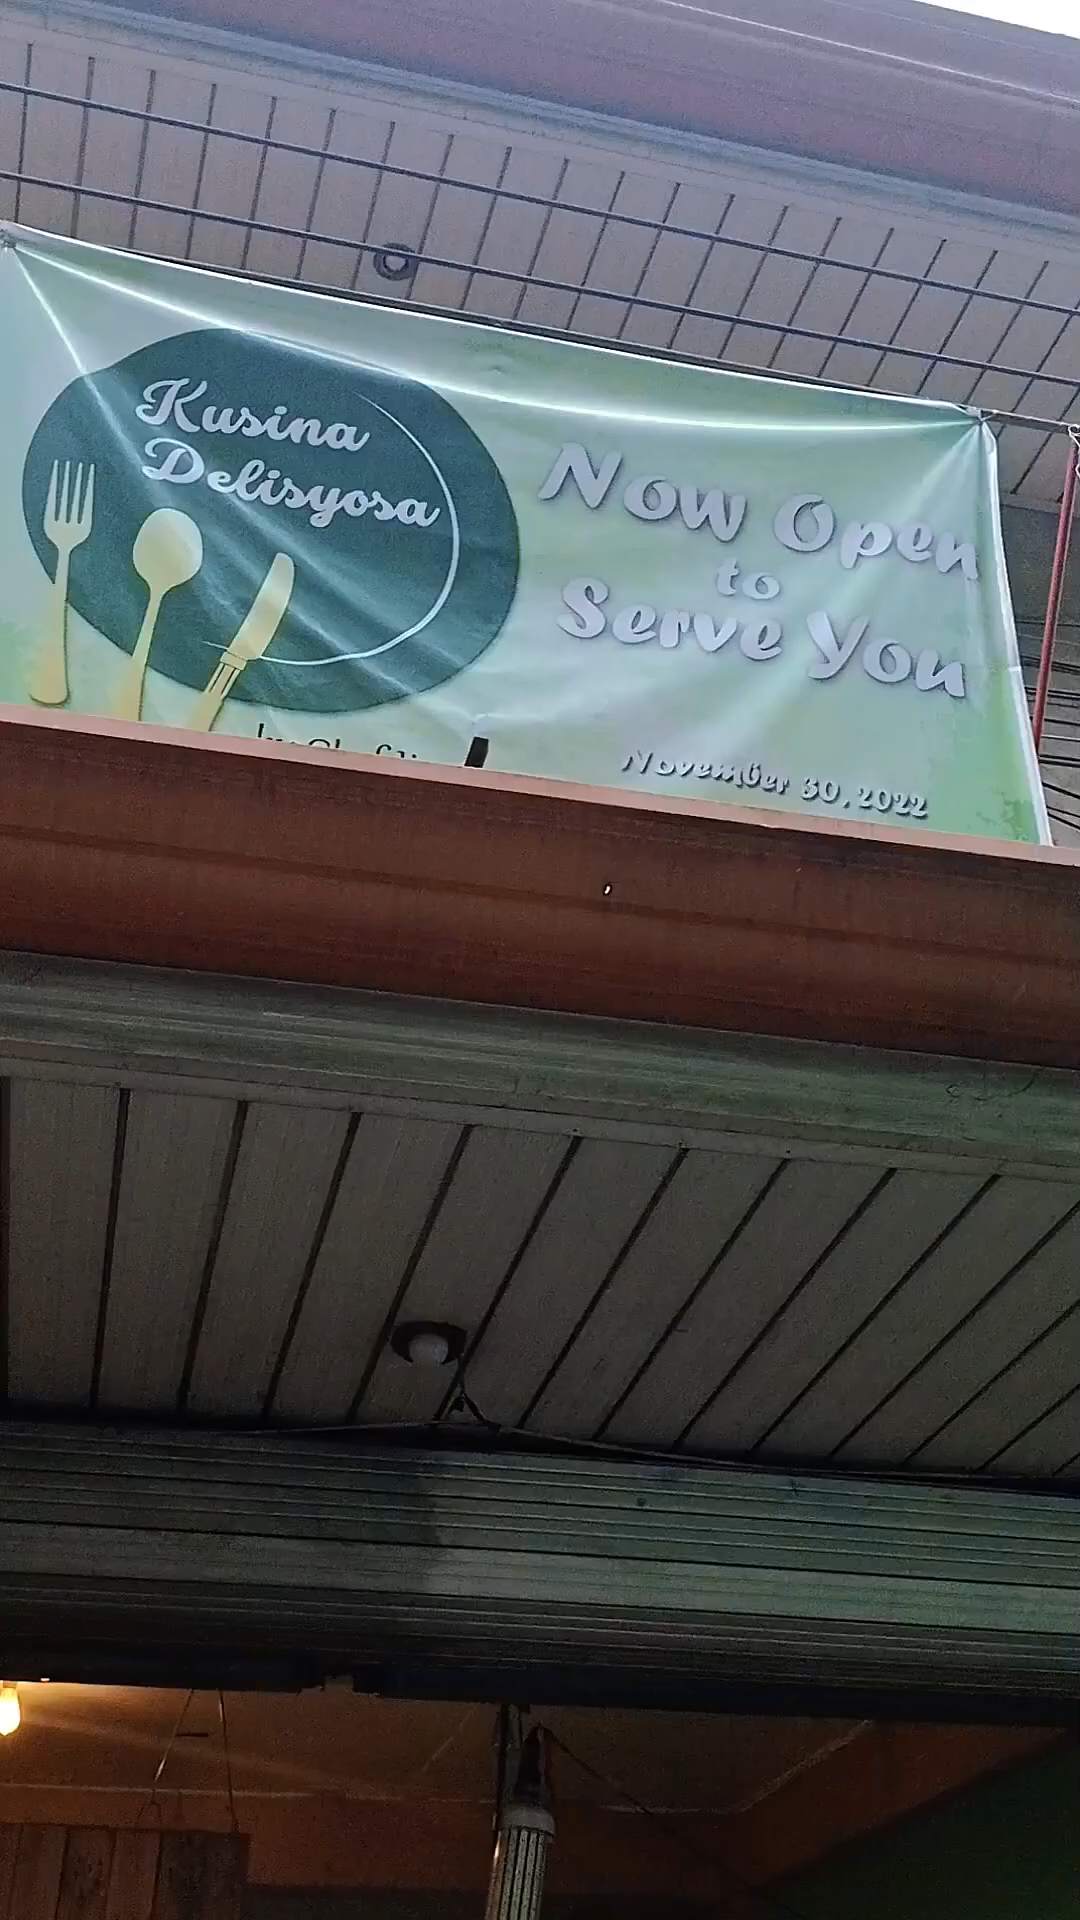 Kusina
Delisyosa
Now Open
to
Serve You
November 30, 2022